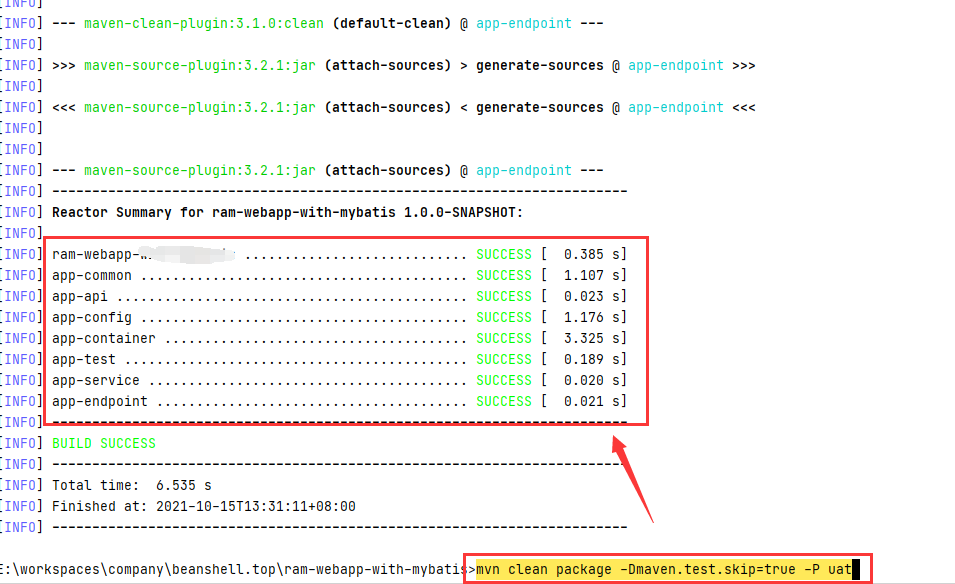 [INFO]
[INFO] --- maven-clean-plugin:3.1.0:clean (default-clean) @ app-endpoint ---
[INFO]
[INFO] >>> maven-source-plugin:3.2.1:jar (attach-sources) > generate-sources @ app-endpoint >>>
[INFO]
[INFO] <<< maven-source-plugin:3.2.1:jar (attach-sources) < generate-sources @ app-endpoint <<<
[INFO]
[INFO]
[INFO] --- maven-source-plugin:3.2.1:jar (attach-sources) @ app-endpoint ---
[INFO] ------------------------------------------------------------------------
[INFO] Reactor Summary for ram-webapp-with-mybatis 1.0.0-SNAPSHOT:
[INFO]
[INFO] ram-webapp- ............................ SUCCESS [  0.385 s]
[INFO] app-common ......................................... SUCCESS [  1.107 s]
[INFO] app-api ............................................ SUCCESS [  0.023 s]
[INFO] app-config ......................................... SUCCESS [  1.176 s]
[INFO] app-container ...................................... SUCCESS [  3.325 s]
[INFO] app-test ........................................... SUCCESS [  0.189 s]
[INFO] app-service ........................................ SUCCESS [  0.020 s]
[INFO] app-endpoint ....................................... SUCCESS [  0.021 s]
[INFO] ------------------------------------------------------------------------
[INFO] BUILD SUCCESS
[INFO] ------------------------------------------------------------------------
[INFO] Total time:  6.535 s
[INFO] Finished at: 2021-10-15T13:31:11+08:00
[INFO] ------------------------------------------------------------------------
E:\workspaces\company\beanshell.top\ram-webapp-with-mybatis>mvn clean package -Dmaven.test.skip=true -P uat